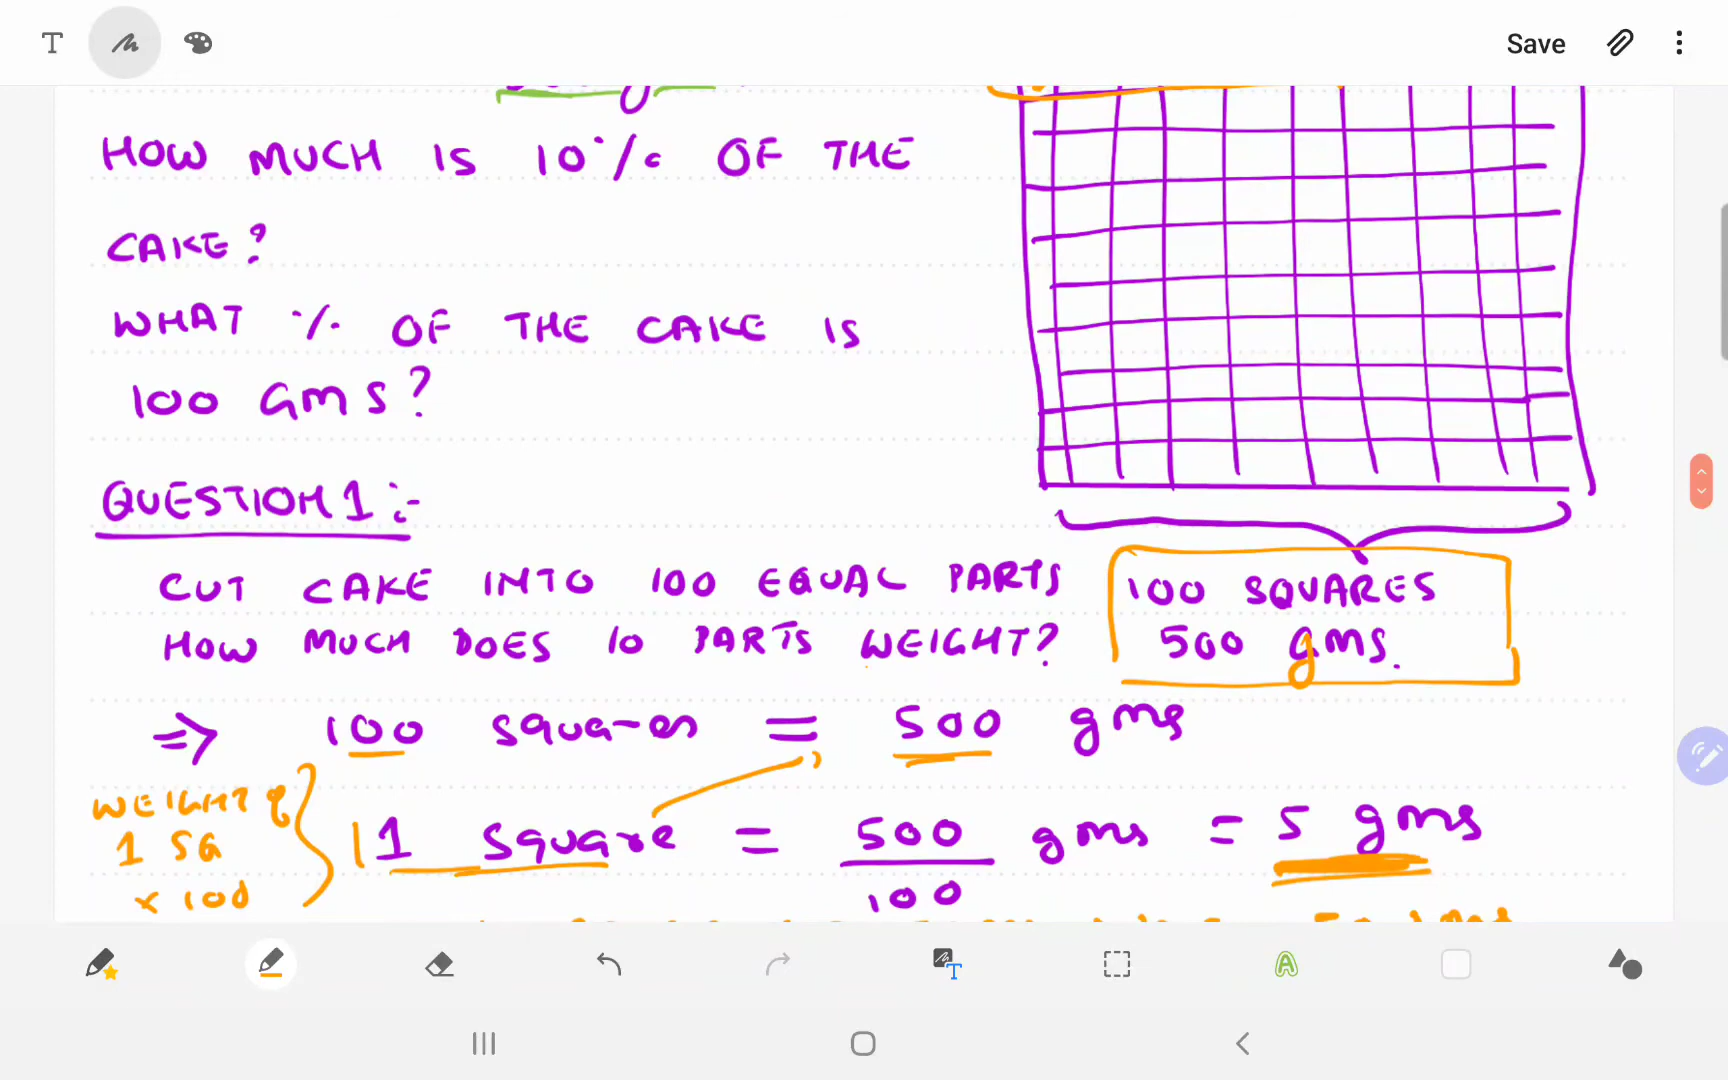 T
Save
HOW MUCH IS 10% OF THE
CAKE?
WHAT % OF THE CAKE IS
100 GMS?
QUESTION 1 :-
CUT CAKE INTO 100 EQUAL PARTS
HOW MUCH DOES 10 PARTS WEIGHT?
100 SQUARES
500 gms.
⇒ 100 squares = 500 gms
WEIGHT
1 SQ
x 100
1 square = 500/100 gms = 5 gms